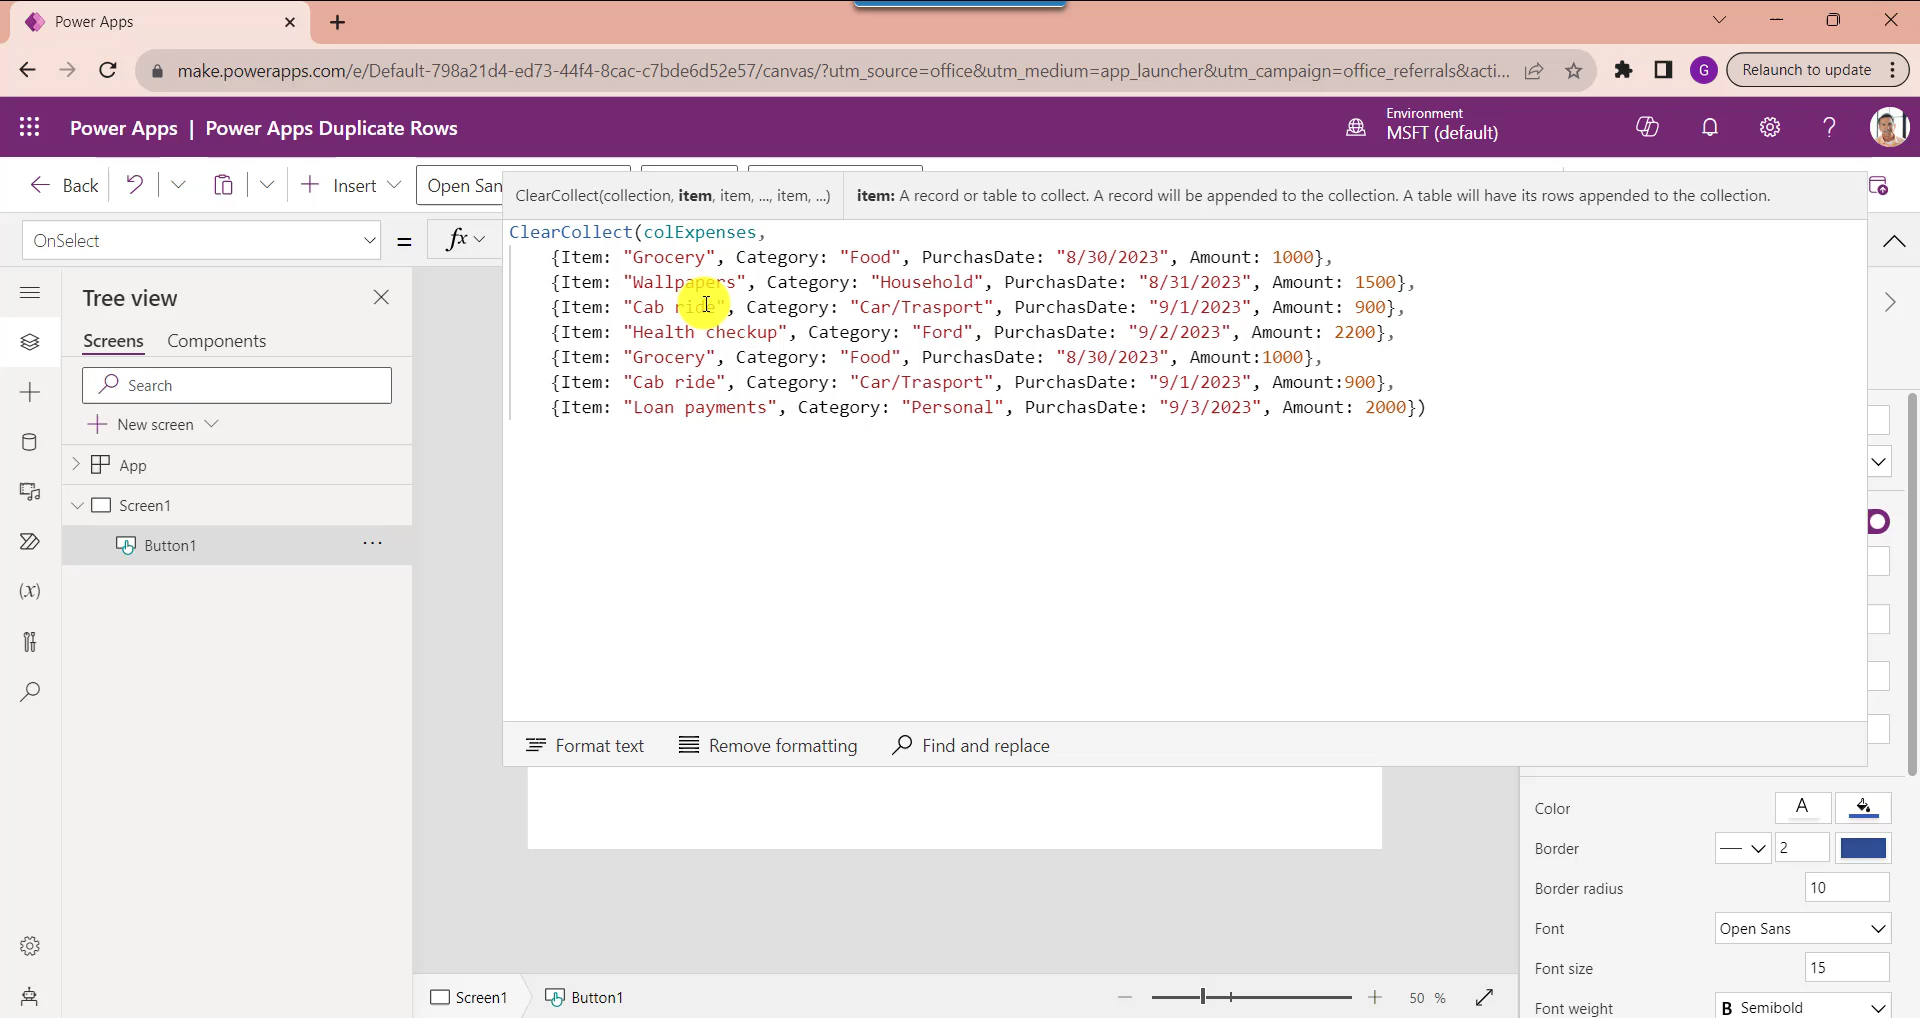 Power Apps
make.powerapps.com/e/Default-798a21d4-ed73-44f4-8cac-c7bde6d52e57/canvas/?utm_source=office&utm_medium=app_launcher&utm_campaign=office_referrals&acti...
G
Relaunch to update
Power Apps | Power Apps Duplicate Rows
Environment
MSFT (default)
?
Back
Insert
Open San
ClearCollect(collection, item, item, ..., item, ...)
item: A record or table to collect. A record will be appended to the collection. A table will have its rows appended to the collection.
OnSelect
=
fx
ClearCollect(colExpenses,
{Item: "Grocery", Category: "Food", PurchasDate: "8/30/2023", Amount: 1000},
{Item: "Wallpapers", Category: "Household", PurchasDate: "8/31/2023", Amount: 1500},
{Item: "Cab ride", Category: "Car/Trasport", PurchasDate: "9/1/2023", Amount: 900},
{Item: "Health checkup", Category: "Ford", PurchasDate: "9/2/2023", Amount: 2200},
{Item: "Grocery", Category: "Food", PurchasDate: "8/30/2023", Amount:1000},
{Item: "Cab ride", Category: "Car/Trasport", PurchasDate: "9/1/2023", Amount:900},
{Item: "Loan payments", Category: "Personal", PurchasDate: "9/3/2023", Amount: 2000})
Tree view
Screens
Components
Search
New screen
App
Screen1
Button1
...
(x)
Format text
Remove formatting
Find and replace
Color
A
Border
2
Border radius
10
Font
Open Sans
Font size
15
Font weight
B Semibold
Screen1
Button1
50 %